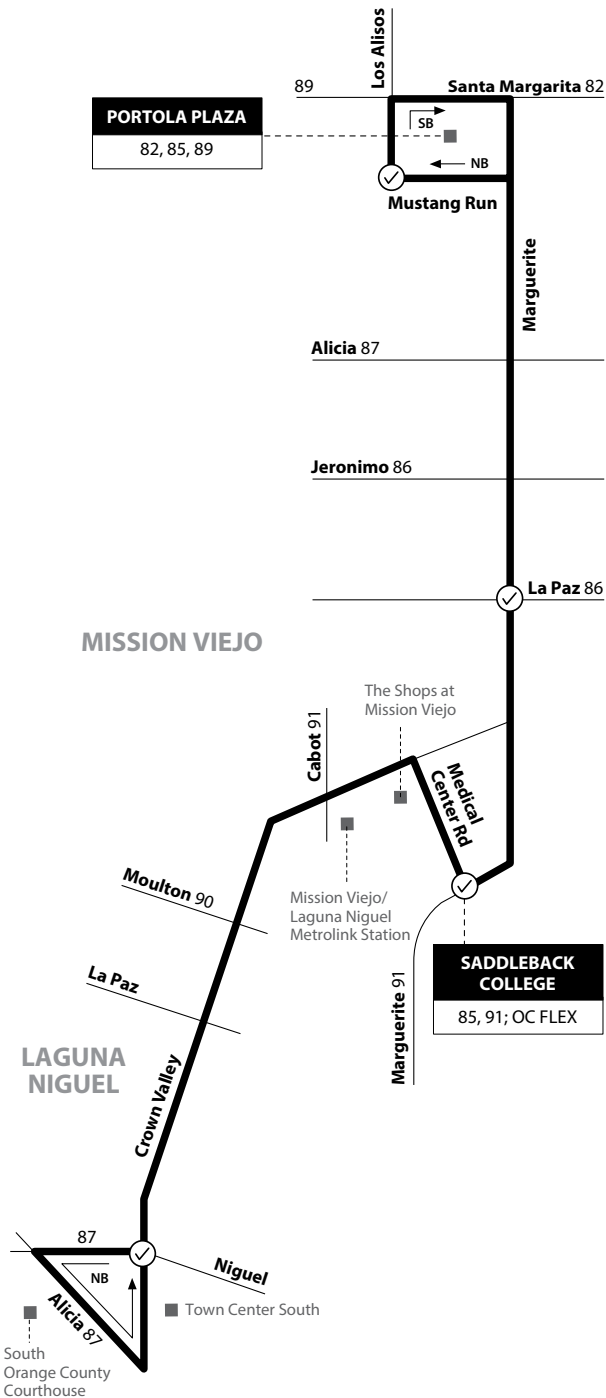 Los Alisos
89
Santa Margarita 82
PORTOLA PLAZA
82, 85, 89
SB
NB
Mustang Run
Marguerite
Alicia 87
Jeronimo 86
La Paz 86
MISSION VIEJO
The Shops at
Mission Viejo
Cabot 91
Medical
Center Rd
Moulton 90
Mission Viejo/
Laguna Niguel
Metrolink Station
La Paz
SADDLEBACK
COLLEGE
85, 91; OC FLEX
Marguerite 91
LAGUNA
NIGUEL
Crown Valley
87
NB
Niguel
Alicia 87
Town Center South
South
Orange County
Courthouse